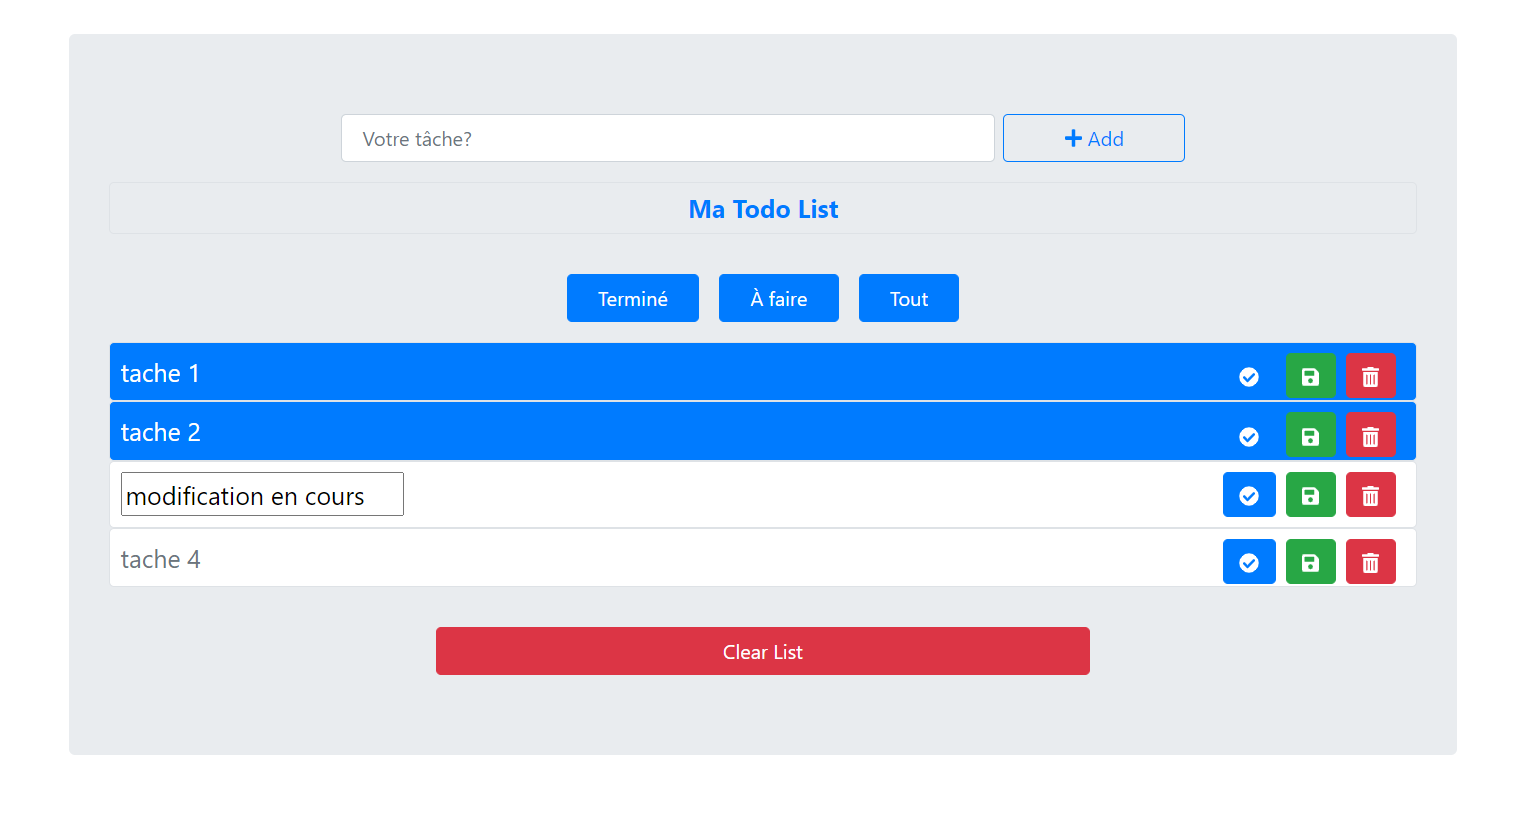 Votre tâche?
Add
Ma Todo List
Terminé À faire Tout
tache 1
tache 2
modification en cours
tache 4
Clear List